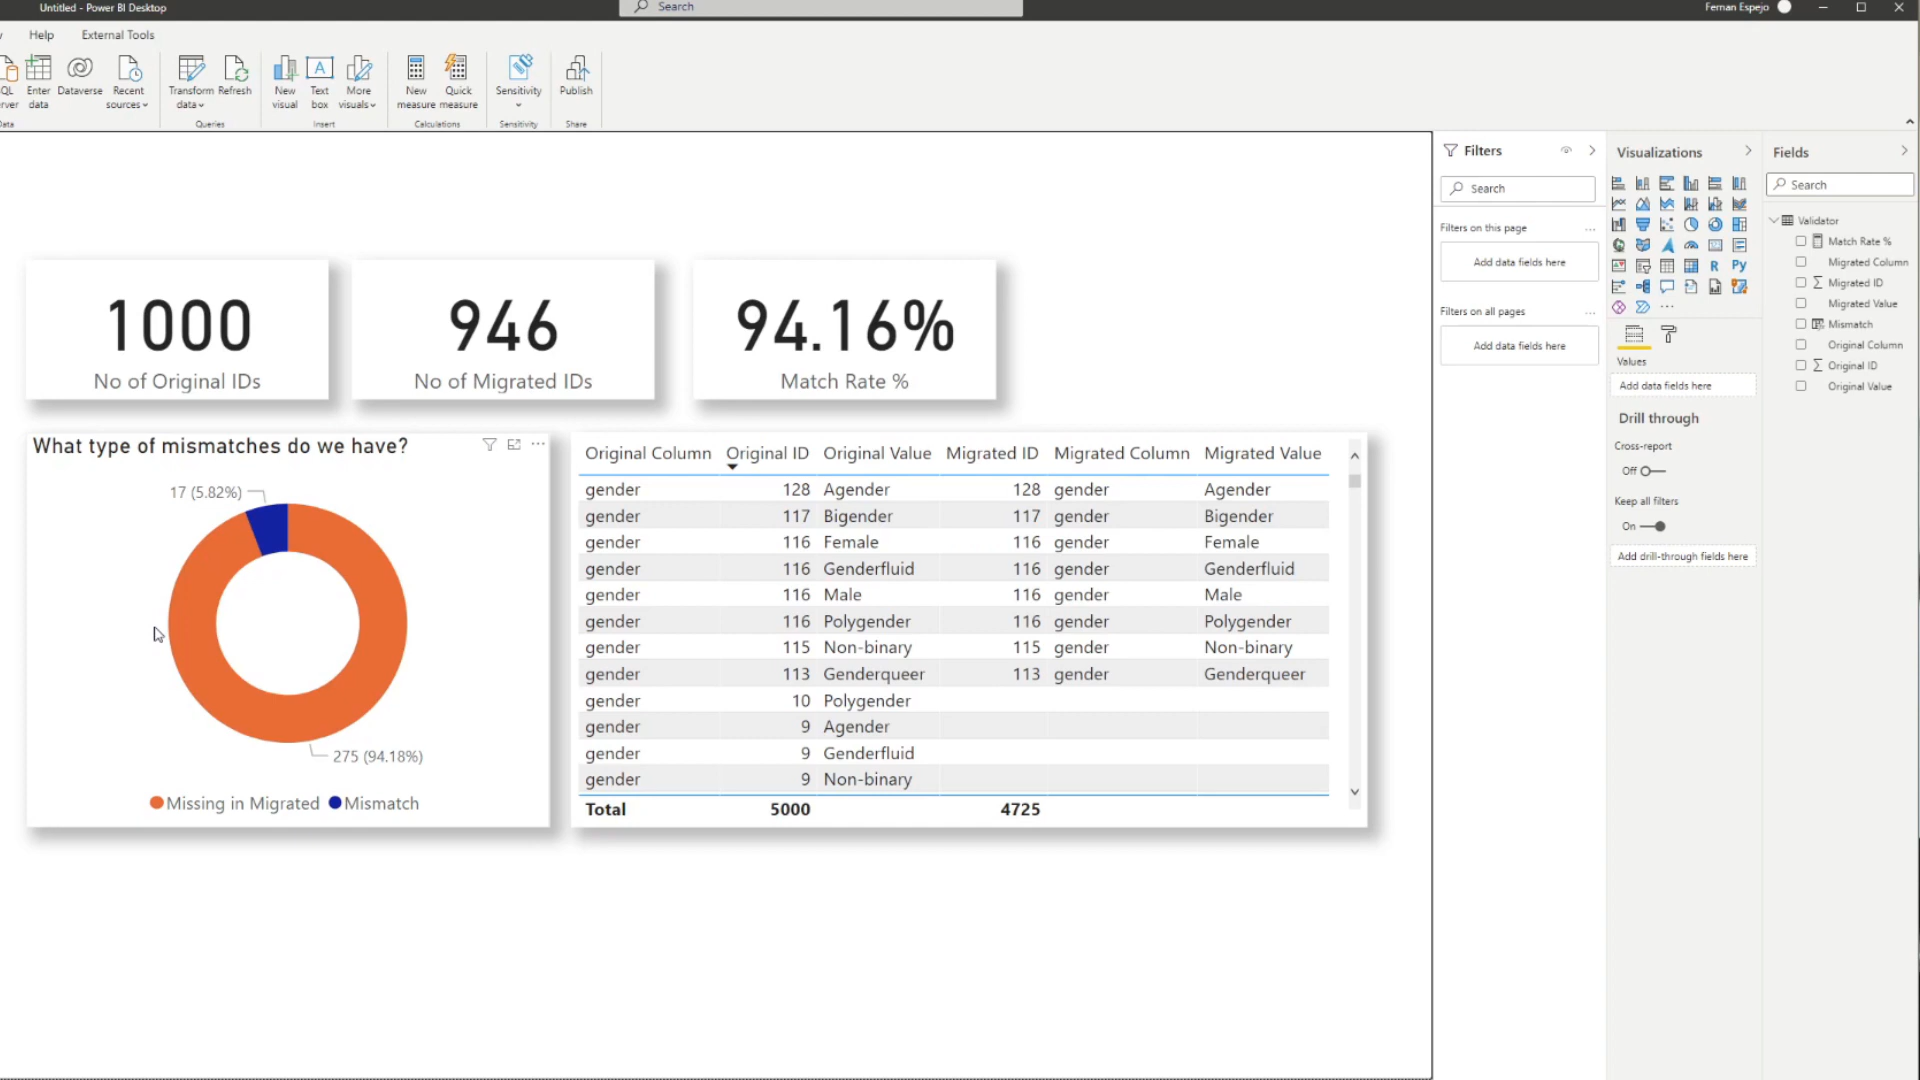 Untitled - Power BI Desktop
Search
Fernan Espejo
Help External Tools
Enter data
Dataverse
Recent sources
Transform data
Refresh
New visual
Text box
More visuals
New measure
Quick measure
Sensitivity
Publish
Queries
Insert
Calculations
Sensitivity
Share
1000
No of Original IDs
946
No of Migrated IDs
94.16%
Match Rate %
What type of mismatches do we have?
17 (5.82%)
275 (94.18%)
Missing in Migrated Mismatch
Original Column Original ID Original Value Migrated ID Migrated Column Migrated Value
gender 128 Agender 128 gender Agender
gender 117 Bigender 117 gender Bigender
gender 116 Female 116 gender Female
gender 116 Genderfluid 116 gender Genderfluid
gender 116 Male 116 gender Male
gender 116 Polygender 116 gender Polygender
gender 115 Non-binary 115 gender Non-binary
gender 113 Genderqueer 113 gender Genderqueer
gender 10 Polygender
gender 9 Agender
gender 9 Genderfluid
gender 9 Non-binary
Total 5000 4725
Filters
Search
Filters on this page
...
Add data fields here
Filters on all pages
...
Add data fields here
Visualizations
R Py
...
Values
Add data fields here
Drill through
Cross-report
Off
Keep all filters
On
Add drill-through fields here
Fields
Search
Validator
Match Rate %
Migrated Column
Migrated ID
Migrated Value
Mismatch
Original Column
Original ID
Original Value